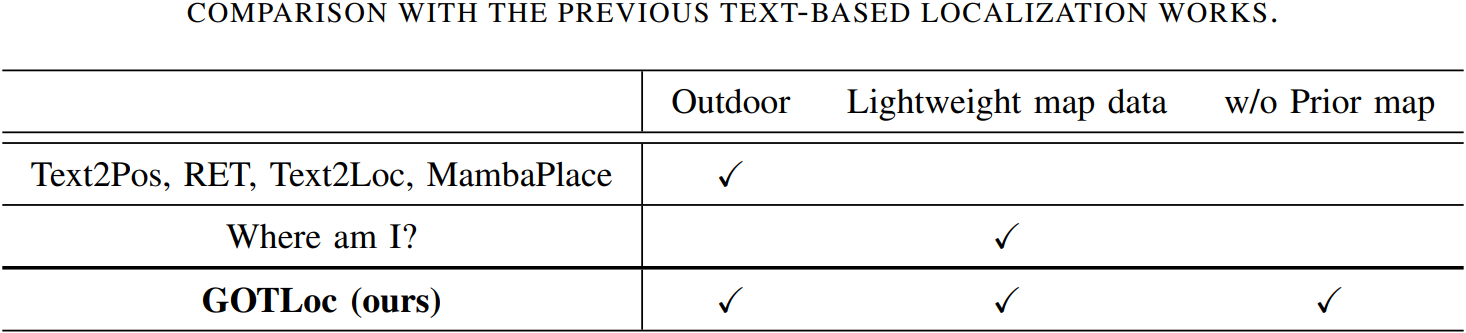 COMPARISON WITH THE PREVIOUS TEXT-BASED LOCALIZATION WORKS.
Outdoor Lightweight map data w/o Prior map
Text2Pos, RET, Text2Loc, MambaPlace ✓
Where am I? ✓
GOTLoc (ours) ✓ ✓ ✓